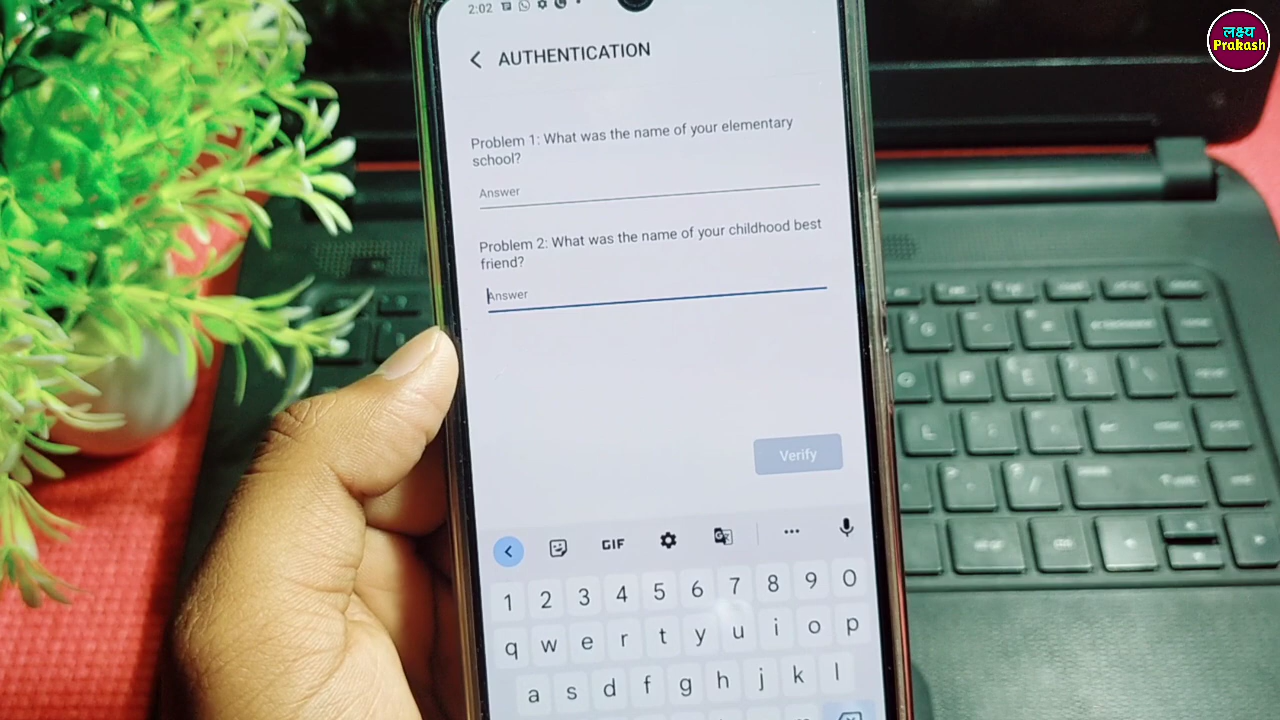 लक्ष्य
Prakash
2:02
AUTHENTICATION
Problem 1: What was the name of your elementary
school?
Answer
Problem 2: What was the name of your childhood best
friend?
Answer
Verify
GIF
1 2 3 4 5 6 7 8 9 0
q w e r t y u i o p
a s d f g h j k l